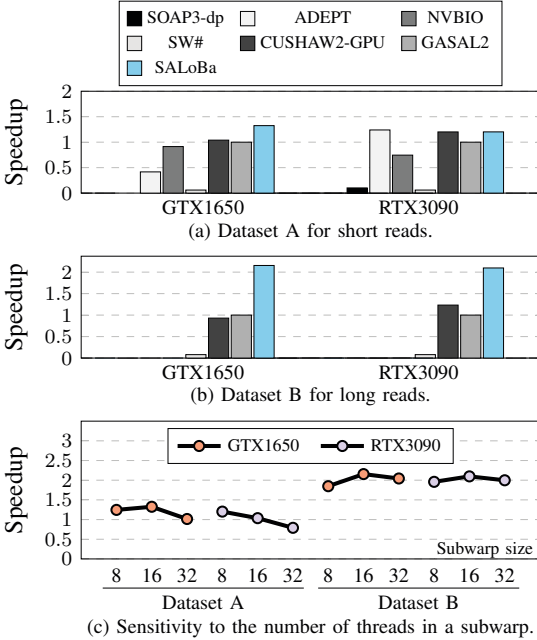 SOAP3-dp ADEPT NVBIO
SW# CUSHAW2-GPU GASAL2
SALoBa
Speedup
2
1.5
1
0.5
0
GTX1650 RTX3090
(a) Dataset A for short reads.
Speedup
2
1.5
1
0.5
0
GTX1650 RTX3090
(b) Dataset B for long reads.
Speedup
3
2.5
2
1.5
1
0.5
0
GTX1650 RTX3090
Subwarp size
8 16 32 8 16 32 8 16 32 8 16 32
Dataset A Dataset B
(c) Sensitivity to the number of threads in a subwarp.